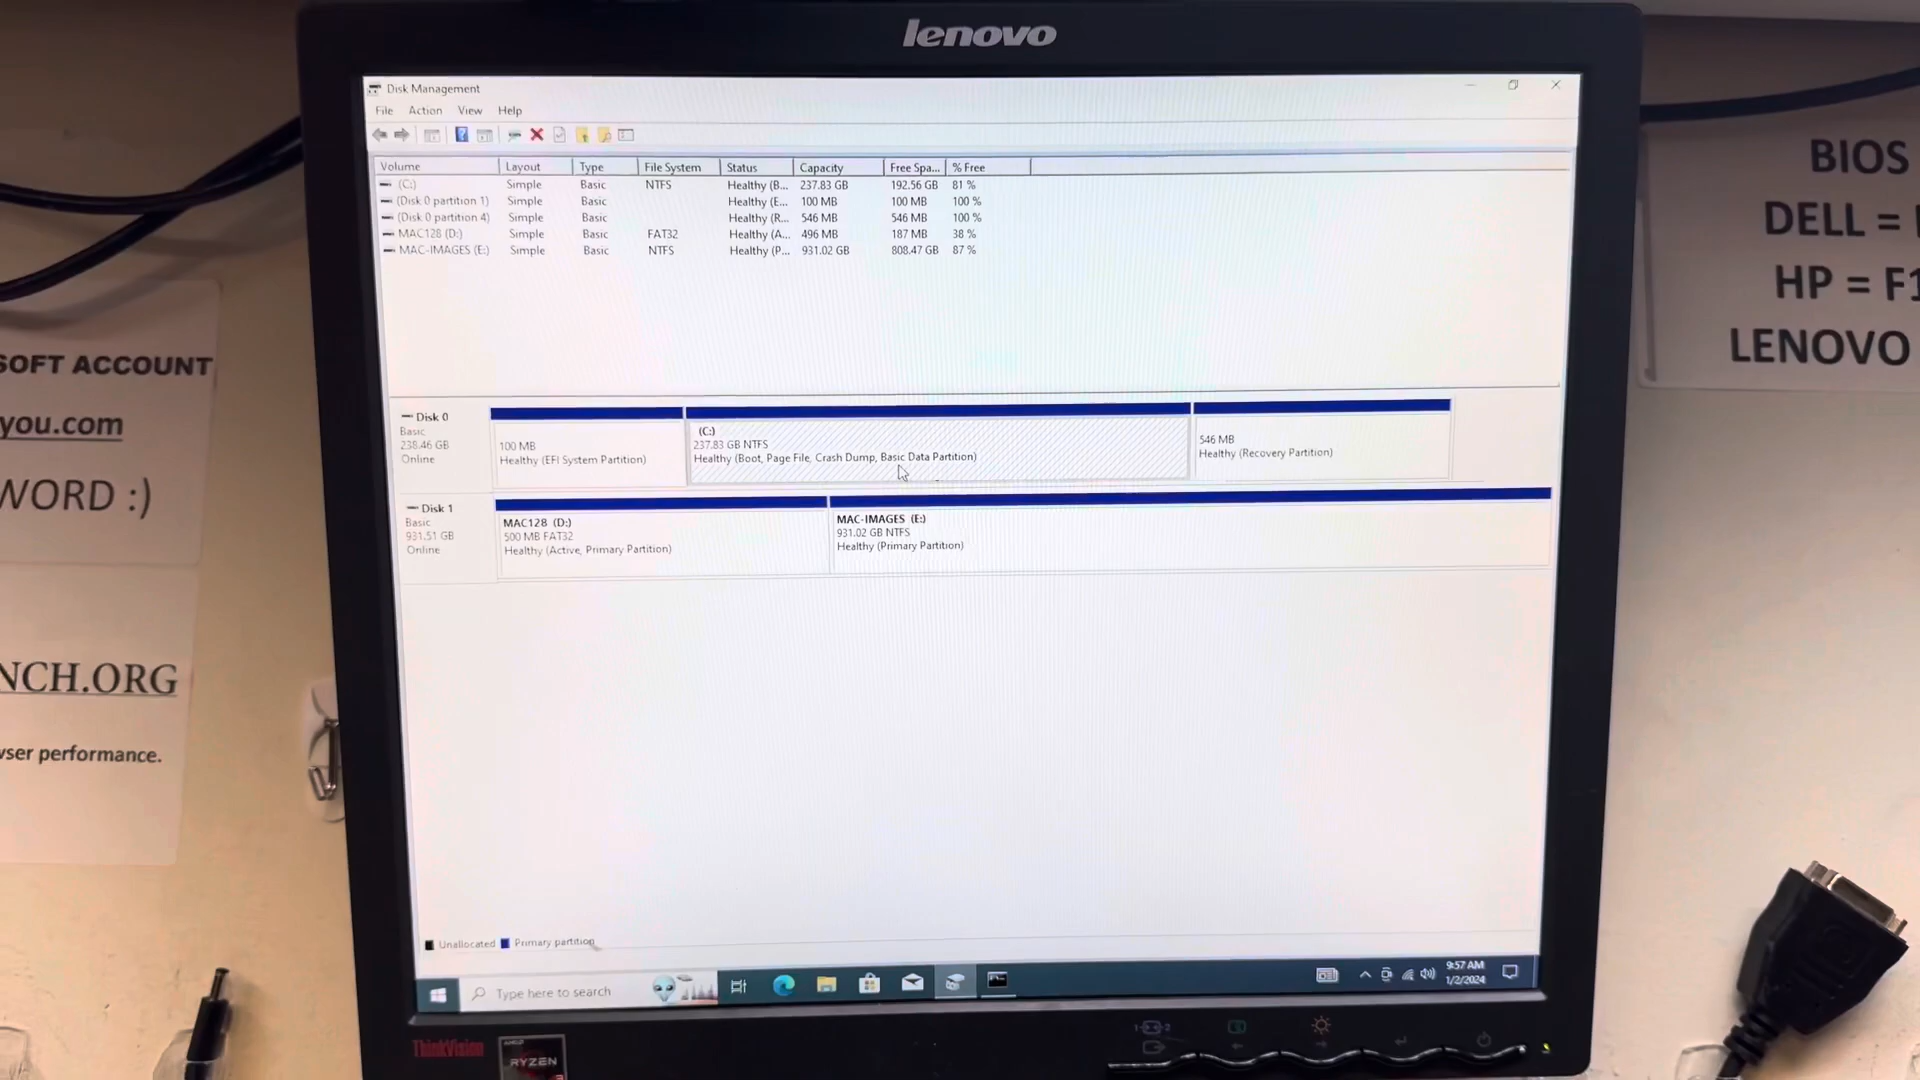 lenovo
Disk Management
File Action View Help
Volume Layout Type File System Status Capacity Free Spa... % Free
(C:) Simple Basic NTFS Healthy (B... 237.83 GB 192.56 GB 81 %
(Disk 0 partition 1) Simple Basic Healthy (E... 100 MB 100 MB 100 %
(Disk 0 partition 4) Simple Basic Healthy (R... 546 MB 546 MB 100 %
MAC128 (D:) Simple Basic FAT32 Healthy (A... 496 MB 187 MB 38 %
MAC-IMAGES (E:) Simple Basic NTFS Healthy (P... 931.02 GB 808.47 GB 87 %
Disk 0
Basic
238.46 GB
Online
100 MB
Healthy (EFI System Partition)
(C:)
237.83 GB NTFS
Healthy (Boot, Page File, Crash Dump, Basic Data Partition)
546 MB
Healthy (Recovery Partition)
Disk 1
Basic
931.51 GB
Online
MAC128 (D:)
500 MB FAT32
Healthy (Active, Primary Partition)
MAC-IMAGES (E:)
931.02 GB NTFS
Healthy (Primary Partition)
Unallocated Primary partition
Type here to search
9:57 AM
1/2/2024
ThinkVision
AMD
RYZEN
SOFT ACCOUNT
you.com
WORD :)
NCH.ORG
wser performance.
BIOS
DELL =
HP = F1
LENOVO